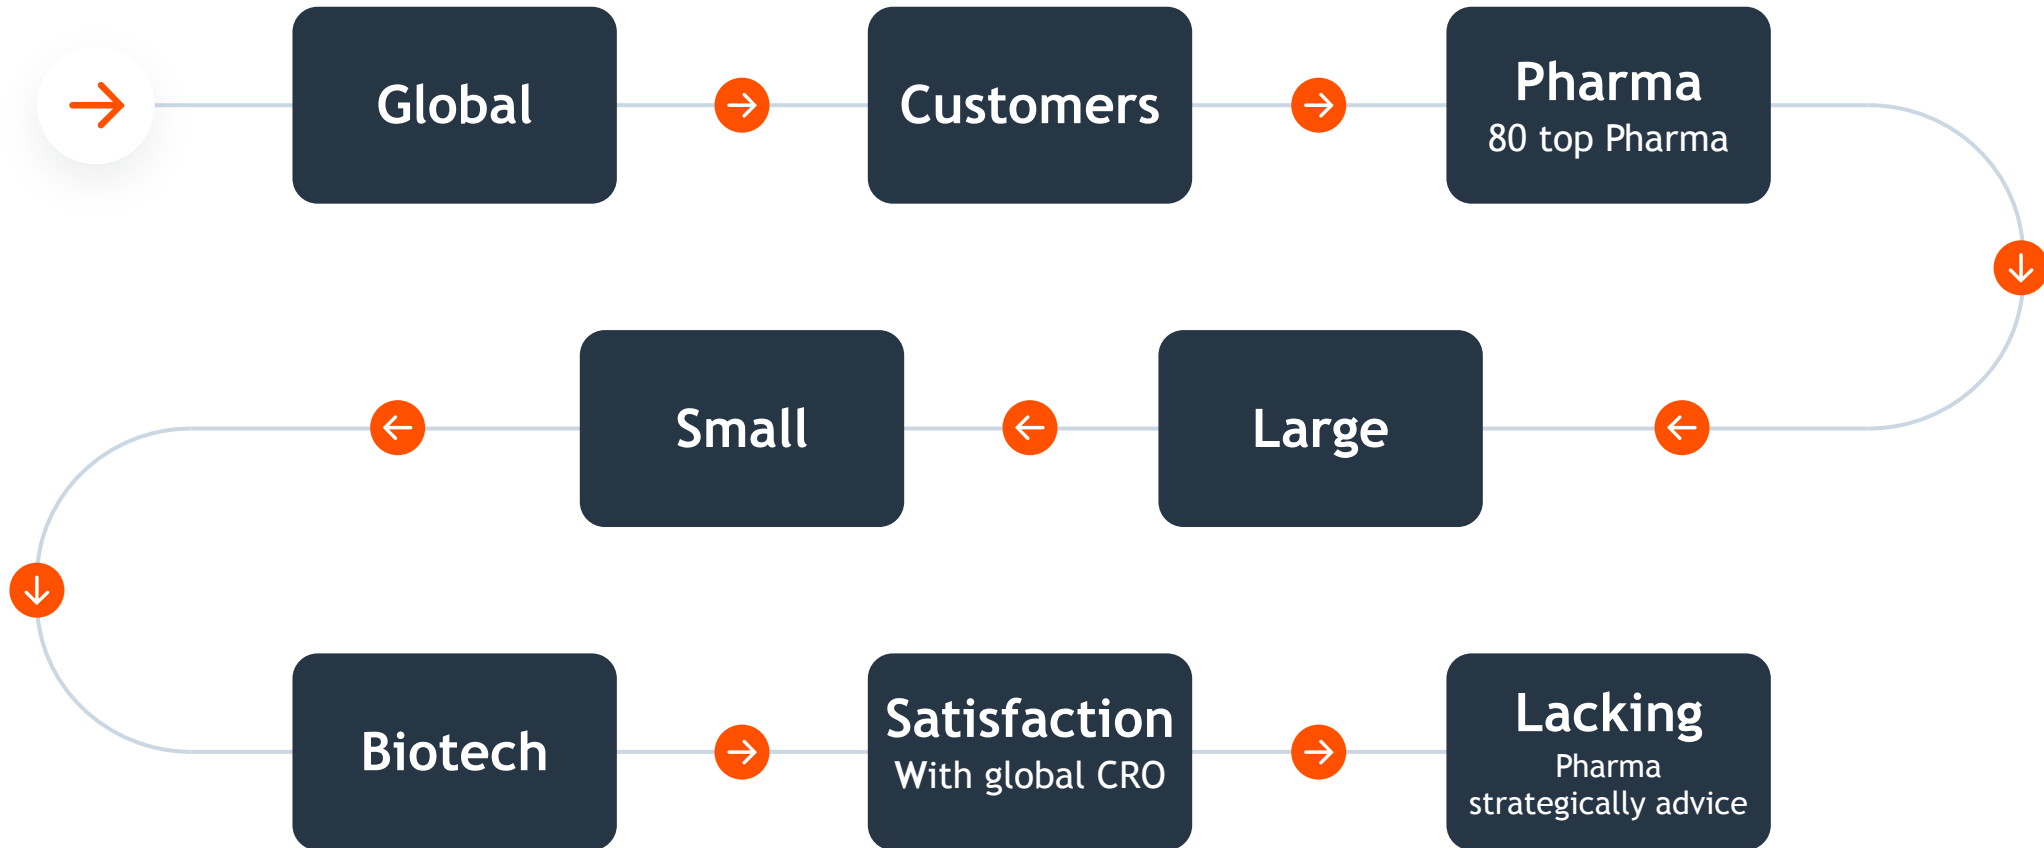 Global
Customers
Pharma
80 top Pharma
Large
Small
Biotech
Satisfaction
With global CRO
Lacking
Pharma
strategically advice